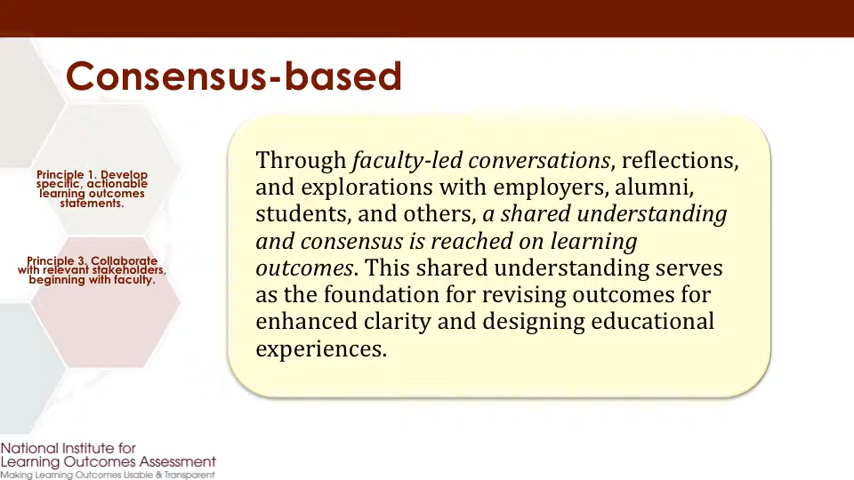 Consensus-based
Principle 1. Develop
specific, actionable
learning outcomes
statements.
Principle 3. Collaborate
with relevant stakeholders,
beginning with faculty.
Through faculty-led conversations, reflections,
and explorations with employers, alumni,
students, and others, a shared understanding
and consensus is reached on learning
outcomes. This shared understanding serves
as the foundation for revising outcomes for
enhanced clarity and designing educational
experiences.
National Institute for
Learning Outcomes Assessment
Making Learning Outcomes Usable & Transparent